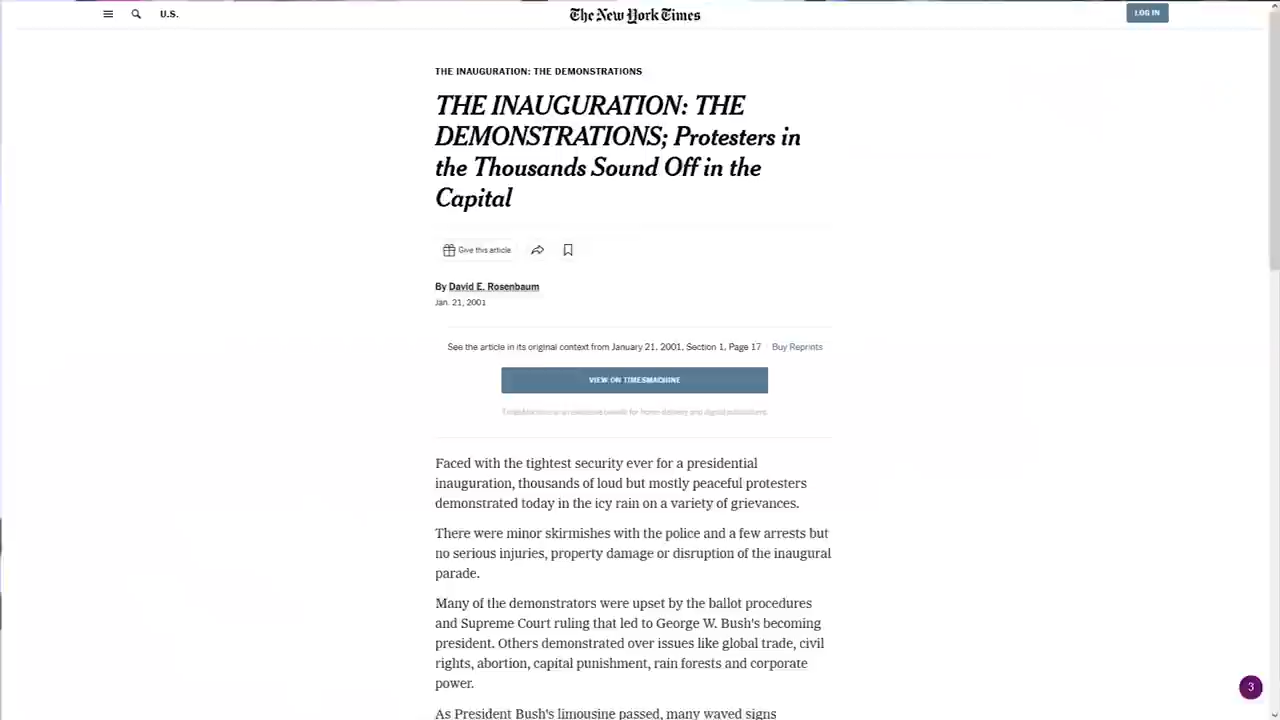 U.S.
The New York Times
LOG IN
THE INAUGURATION: THE DEMONSTRATIONS
THE INAUGURATION: THE
DEMONSTRATIONS; Protesters in
the Thousands Sound Off in the
Capital
Give this article
By David E. Rosenbaum
Jan. 21, 2001
See the article in its original context from January 21, 2001, Section 1, Page 17 Buy Reprints
VIEW ON TIMESMACHINE
for home delivery and digital subscribers.
Faced with the tightest security ever for a presidential
inauguration, thousands of loud but mostly peaceful protesters
demonstrated today in the icy rain on a variety of grievances.
There were minor skirmishes with the police and a few arrests but
no serious injuries, property damage or disruption of the inaugural
parade.
Many of the demonstrators were upset by the ballot procedures
and Supreme Court ruling that led to George W. Bush's becoming
president. Others demonstrated over issues like global trade, civil
rights, abortion, capital punishment, rain forests and corporate
power.
As President Bush's limousine passed, many waved signs
3